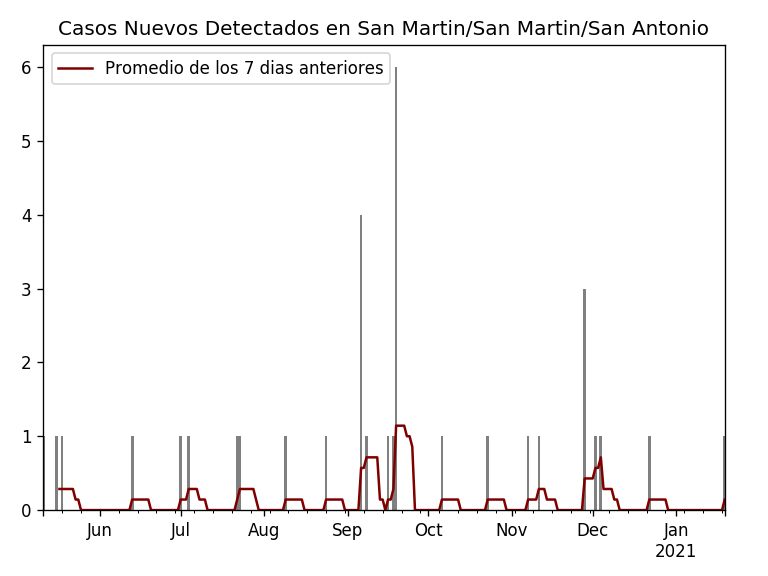 Casos Nuevos Detectados en San Martin/San Martin/San Antonio
Promedio de los 7 dias anteriores
6
5
4
3
2
1
0
Jun Jul Aug Sep Oct Nov Dec Jan
2021